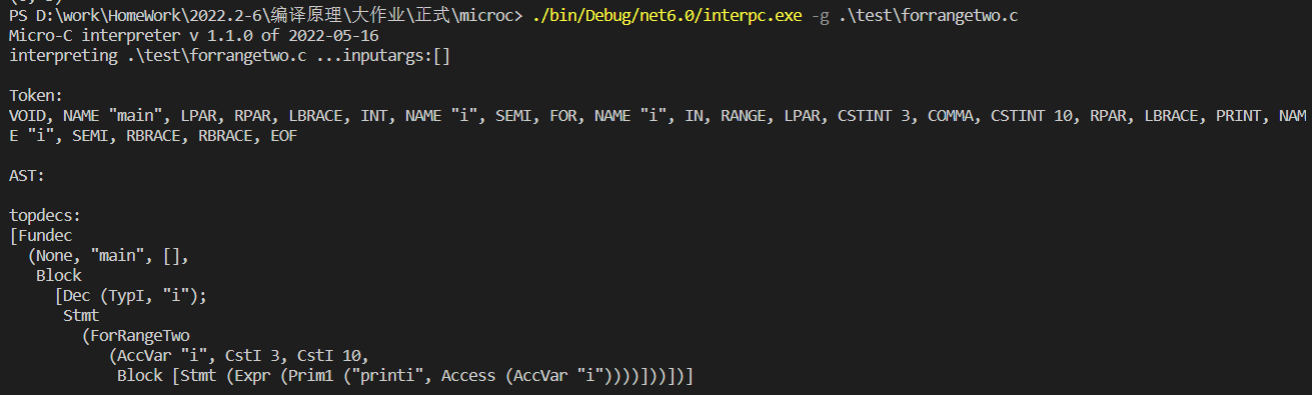 PS D:\work\HomeWork\2022.2-6\编译原理\大作业\正式\microc> ./bin/Debug/net6.0/interpc.exe -g .\test\forrangetwo.c
Micro-C interpreter v 1.1.0 of 2022-05-16
interpreting .\test\forrangetwo.c ...inputargs:[]
Token:
VOID, NAME "main", LPAR, RPAR, LBRACE, INT, NAME "i", SEMI, FOR, NAME "i", IN, RANGE, LPAR, CSTINT 3, COMMA, CSTINT 10, RPAR, LBRACE, PRINT, NAM
E "i", SEMI, RBRACE, RBRACE, EOF
AST:
topdecs:
[Fundec
(None, "main", [],
Block
[Dec (TypI, "i");
Stmt
(ForRangeTwo
(AccVar "i", CstI 3, CstI 10,
Block [Stmt (Expr (Prim1 ("printi", Access (AccVar "i"))))]))])]